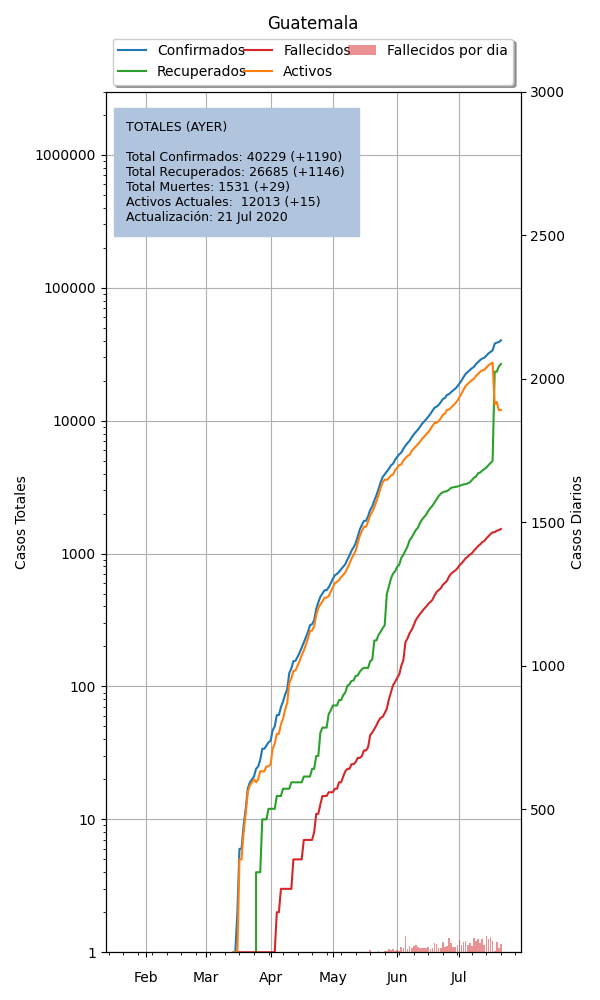 Guatemala
Confirmados Fallecidos Fallecidos por dia
Recuperados Activos
TOTALES (AYER)
Total Confirmados: 40229 (+1190)
Total Recuperados: 26685 (+1146)
Total Muertes: 1531 (+29)
Activos Actuales:  12013 (+15)
Actualización: 21 Jul 2020
1000000
100000
10000
1000
100
10
1
Casos Totales
3000
2500
2000
1500
1000
500
Casos Diarios
Feb Mar Apr May Jun Jul